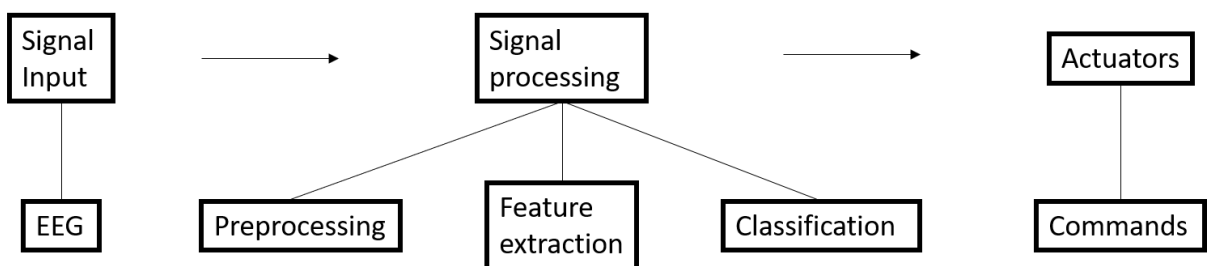 Signal
Input
Signal
processing
Actuators
EEG
Preprocessing
Feature
extraction
Classification
Commands